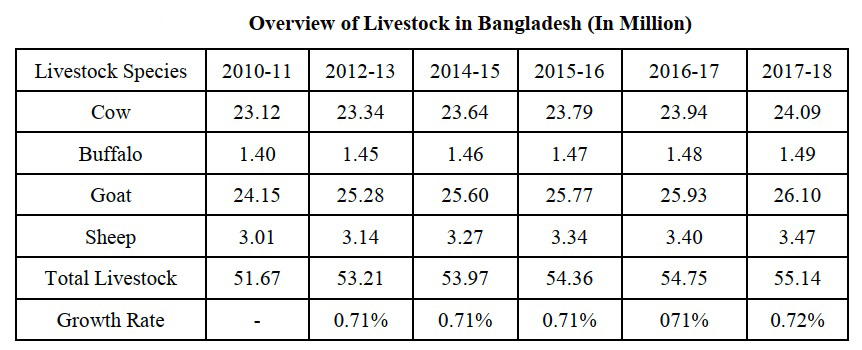 Overview of Livestock in Bangladesh (In Million)
Livestock Species 2010-11 2012-13 2014-15 2015-16 2016-17 2017-18
Cow 23.12 23.34 23.64 23.79 23.94 24.09
Buffalo 1.40 1.45 1.46 1.47 1.48 1.49
Goat 24.15 25.28 25.60 25.77 25.93 26.10
Sheep 3.01 3.14 3.27 3.34 3.40 3.47
Total Livestock 51.67 53.21 53.97 54.36 54.75 55.14
Growth Rate - 0.71% 0.71% 0.71% 071% 0.72%